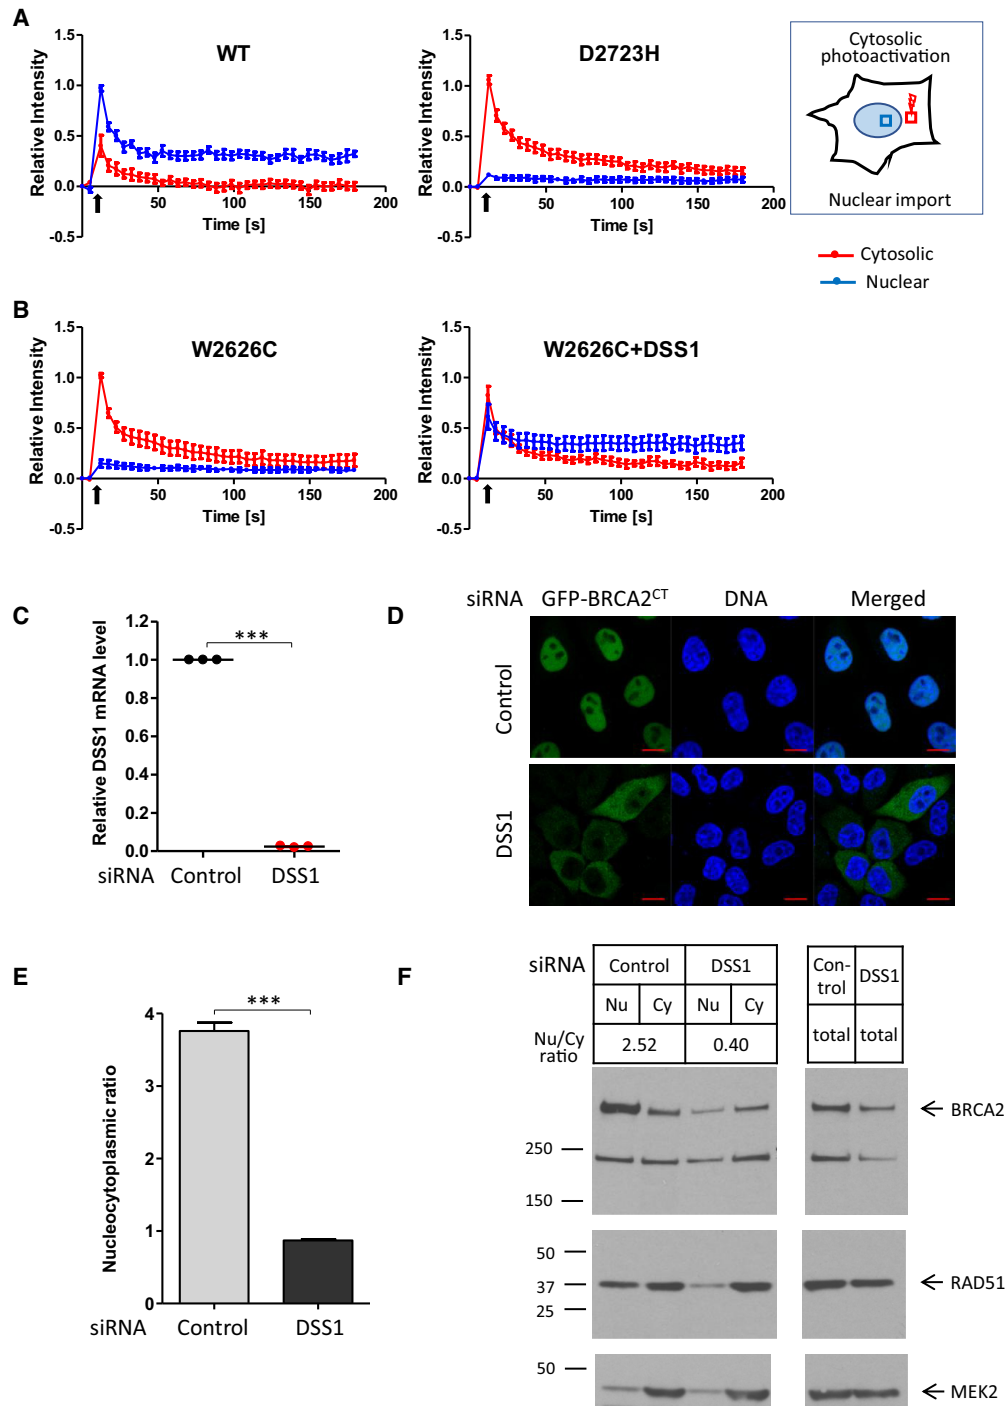 A
WT
Relative Intensity
1.5
1.0
0.5
0.0
-0.5
50
100
150
200
Time [s]
D2723H
Relative Intensity
1.5
1.0
0.5
0.0
-0.5
50
100
150
200
Time [s]
Cytosolic
photoactivation
Nuclear import
Cytosolic
Nuclear
B
W2626C
Relative Intensity
1.5
1.0
0.5
0.0
-0.5
50
100
150
200
Time [s]
W2626C+DSS1
Relative Intensity
1.5
1.0
0.5
0.0
-0.5
50
100
150
200
Time [s]
C
Relative DSS1 mRNA level
1.2
1.0
0.8
0.6
0.4
0.2
0.0
***
siRNA Control DSS1
D
siRNA GFP-BRCA2CT DNA Merged
Control
DSS1
E
Nucleocytoplasmic ratio
4
3
2
1
0
***
siRNA Control DSS1
F
siRNA Control DSS1
Nu Cy Nu Cy
Nu/Cy
ratio
2.52 0.40
Con-
trol
DSS1
total total
250
150
BRCA2
50
37
25
RAD51
50
MEK2